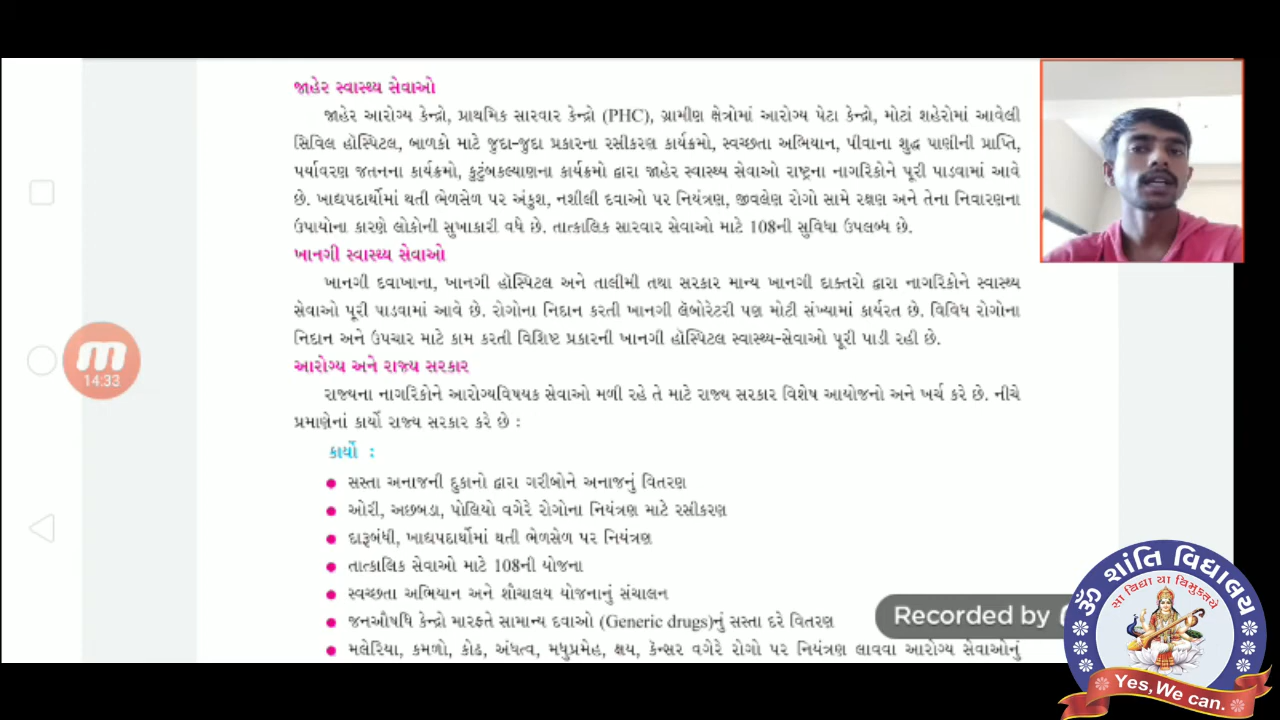 જાહેર સ્વાસ્થ્ય સેવાઓ
જાહેર આરોગ્ય કેન્દ્રો, પ્રાથમિક સારવાર કેન્દ્રો (PHC), ગ્રામીણ ક્ષેત્રોમાં આરોગ્ય પેટા કેન્દ્રો, મોટાં શહેરોમાં આવેલી
સિવિલ હૉસ્પિટલ, બાળકો માટે જુદા-જુદા પ્રકારના રસીકરણ કાર્યક્રમો, સ્વચ્છતા અભિયાન, પીવાના શુદ્ધ પાણીની પ્રાપ્તિ,
પર્યાવરણ જતનના કાર્યક્રમો, કુટુંબકલ્યાણના કાર્યક્રમો દ્વારા જાહેર સ્વાસ્થ્ય સેવાઓ રાષ્ટ્રના નાગરિકોને પૂરી પાડવામાં આવે
છે. ખાદ્યપદાર્થોમાં થતી ભેળસેળ પર અંકુશ, નશીલી દવાઓ પર નિયંત્રણ, જીવલેણ રોગો સામે રક્ષણ અને તેના નિવારણના
ઉપાયોના કારણે લોકોની સુખાકારી વધે છે. તાત્કાલિક સારવાર સેવાઓ માટે 108ની સુવિધા ઉપલબ્ધ છે.
ખાનગી સ્વાસ્થ્ય સેવાઓ
ખાનગી દવાખાના, ખાનગી હૉસ્પિટલ અને તાલીમી તથા સરકાર માન્ય ખાનગી દાક્તરો દ્વારા નાગરિકોને સ્વાસ્થ્ય
સેવાઓ પૂરી પાડવામાં આવે છે. રોગોના નિદાન કરતી ખાનગી લૅબોરેટરી પણ મોટી સંખ્યામાં કાર્યરત છે. વિવિધ રોગોના
નિદાન અને ઉપચાર માટે કામ કરતી વિશિષ્ટ પ્રકારની ખાનગી હૉસ્પિટલ સ્વાસ્થ્ય-સેવાઓ પૂરી પાડી રહી છે.
આરોગ્ય અને રાજ્ય સરકાર
રાજ્યના નાગરિકોને આરોગ્યવિષયક સેવાઓ મળી રહે તે માટે રાજ્ય સરકાર વિશેષ આયોજનો અને ખર્ચ કરે છે. નીચે
પ્રમાણેનાં કાર્યો રાજ્ય સરકાર કરે છે :
કાર્યો :
● સસ્તા અનાજની દુકાનો દ્વારા ગરીબોને અનાજનું વિતરણ
● ઓરી, અછબડા, પોલિયો વગેરે રોગોના નિયંત્રણ માટે રસીકરણ
● દારૂબંધી, ખાદ્યપદાર્થોમાં થતી ભેળસેળ પર નિયંત્રણ
● તાત્કાલિક સેવાઓ માટે 108ની યોજના
● સ્વચ્છતા અભિયાન અને શૌચાલય યોજનાનું સંચાલન
● જનઔષધિ કેન્દ્રો મારફતે સામાન્ય દવાઓ (Generic drugs)નું સસ્તા દરે વિતરણ
● મલેરિયા, કમળો, કોઢ, અંધત્વ, મધુપ્રમેહ, ક્ષય, કૅન્સર વગેરે રોગો પર નિયંત્રણ લાવવા આરોગ્ય સેવાઓનું
14:33
Recorded by
ૐ શાંતિ વિદ્યાલય
સા વિદ્યા યા વિમુક્તયે
Yes, We can.